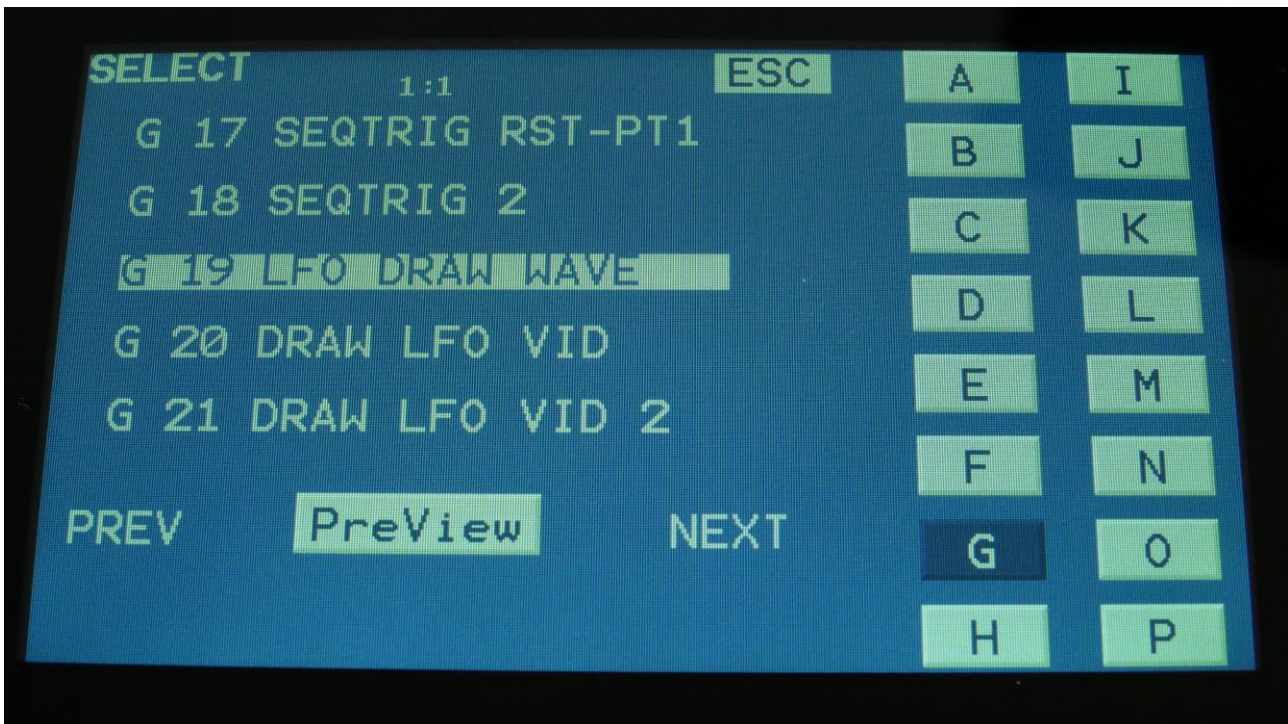 SELECT
1:1
ESC
G 17 SEQTRIG RST-PT1
G 18 SEQTRIG 2
G 19 LFO DRAW WAVE
G 20 DRAW LFO VID
G 21 DRAW LFO VID 2
PREV
PreView
NEXT
A
I
B
J
C
K
D
L
E
M
F
N
G
O
H
P